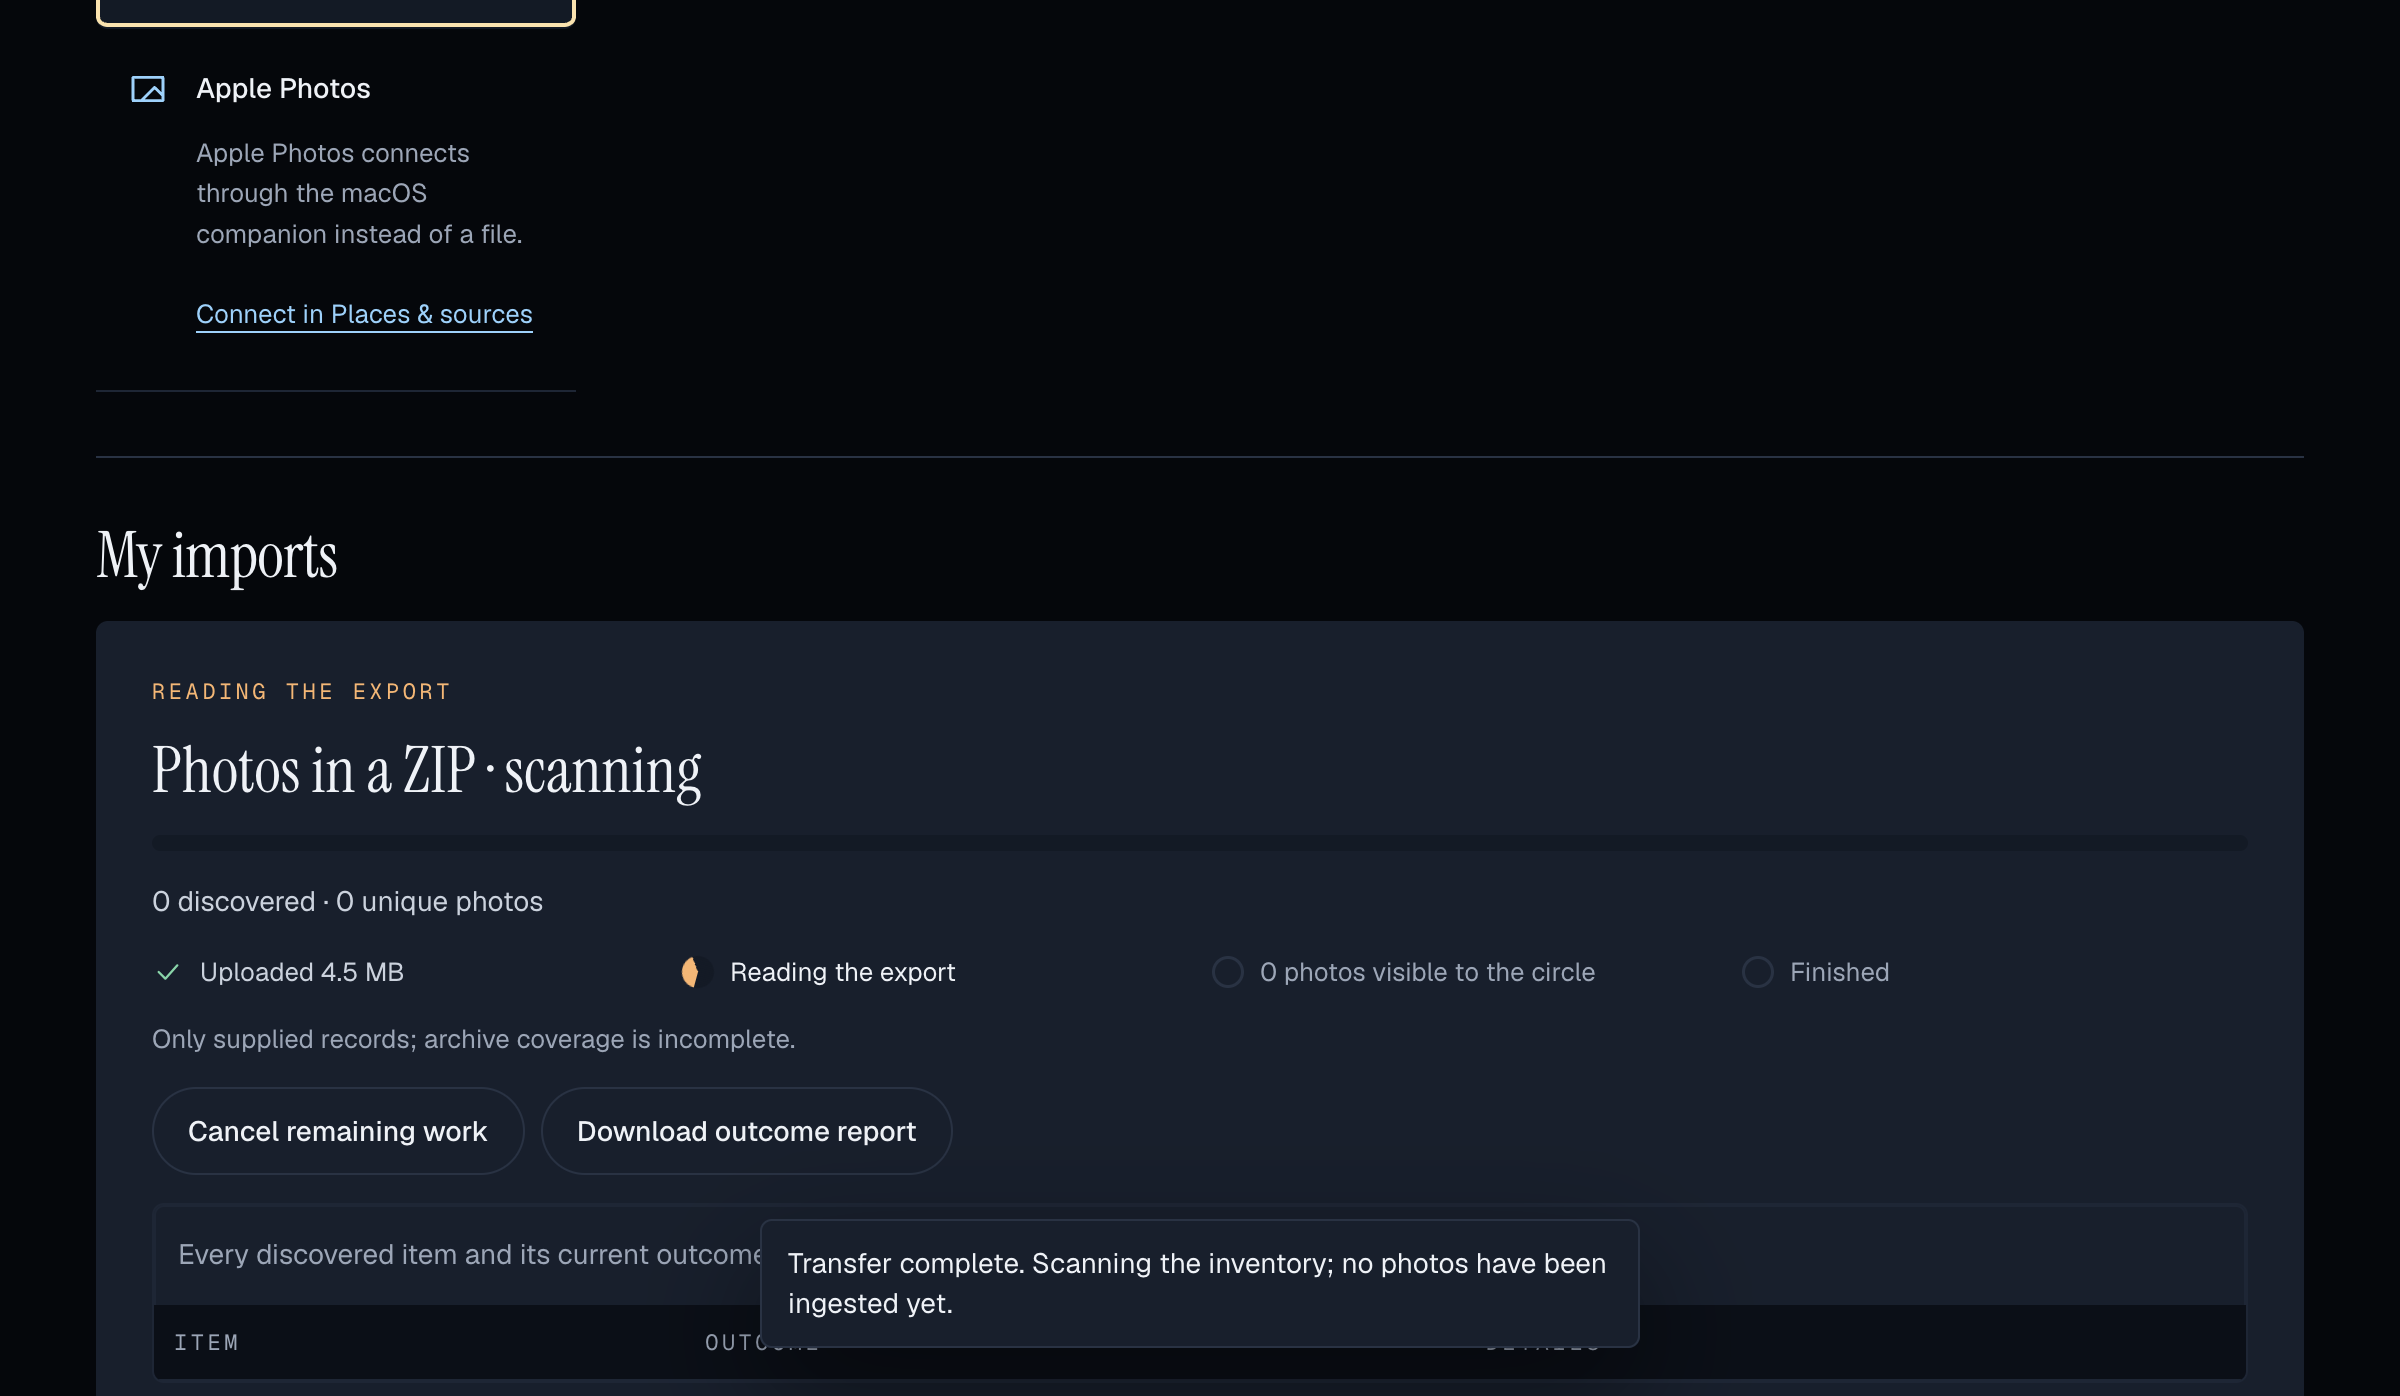 Apple Photos
Apple Photos connects
through the macOS
companion instead of a file.
Connect in Places & sources
My imports
READING THE EXPORT
Photos in a ZIP · scanning
0 discovered · 0 unique photos
Uploaded 4.5 MB
Reading the export
0 photos visible to the circle
Finished
Only supplied records; archive coverage is incomplete.
Cancel remaining work
Download outcome report
Every discovered item and its current outcome
Transfer complete. Scanning the inventory; no photos have been
ingested yet.
ITEM
OUTCOME
DETAILS